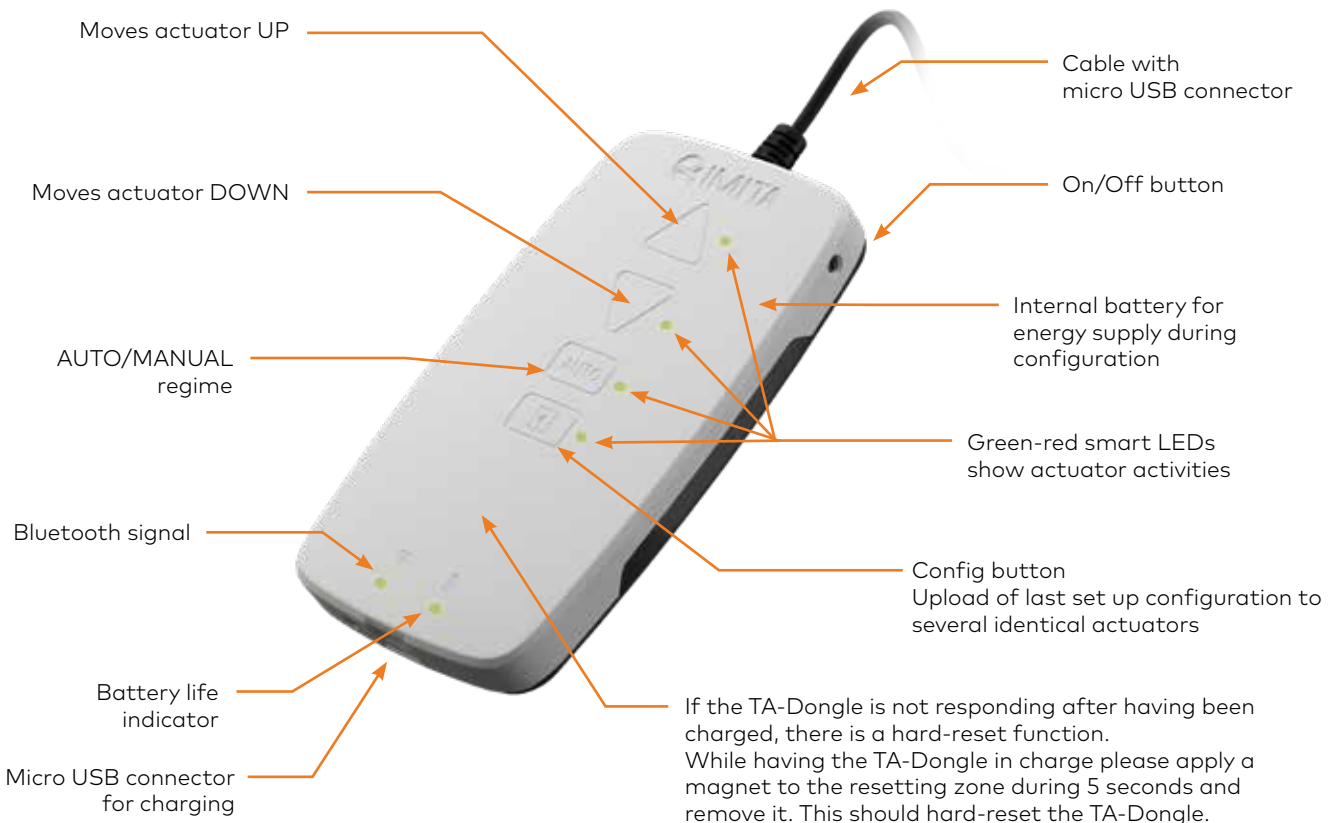 Moves actuator UP
Cable with
micro USB connector
Moves actuator DOWN
On/Off button
IMI TA
Internal battery for
energy supply during
configuration
AUTO/MANUAL
regime
AUTO
Green-red smart LEDs
show actuator activities
Bluetooth signal
Config button
Upload of last set up configuration to
several identical actuators
Battery life
indicator
If the TA-Dongle is not responding after having been
charged, there is a hard-reset function.
While having the TA-Dongle in charge please apply a
magnet to the resetting zone during 5 seconds and
remove it. This should hard-reset the TA-Dongle.
Micro USB connector
for charging